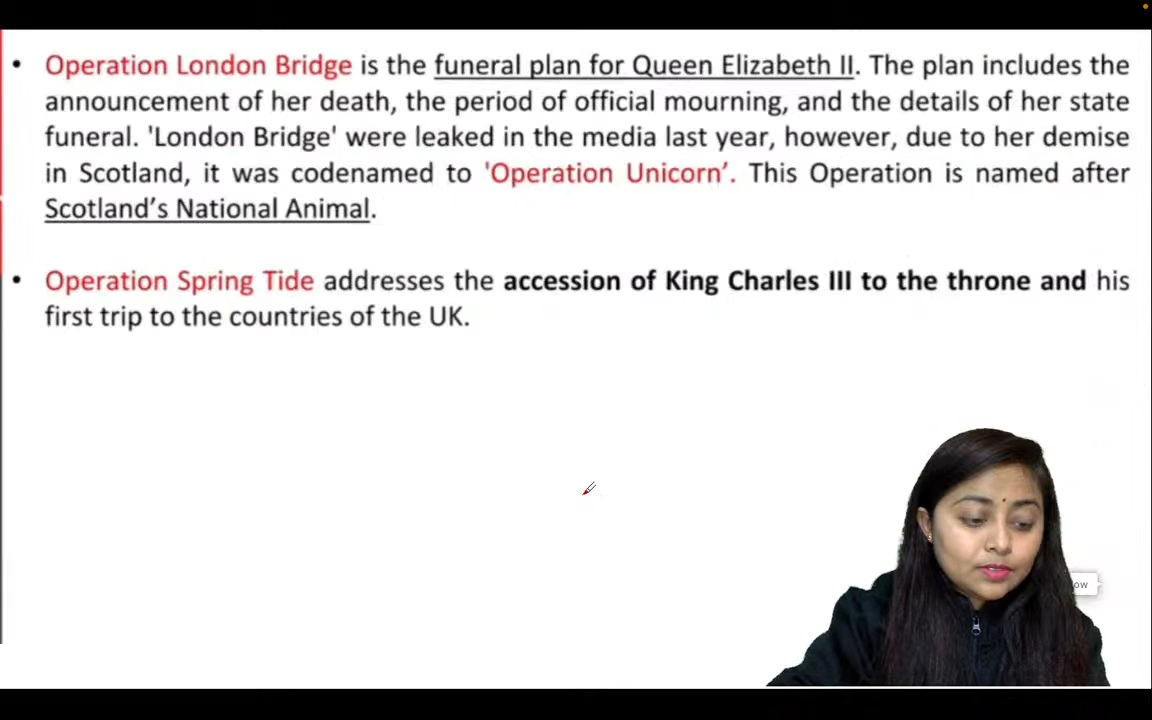 • Operation London Bridge is the funeral plan for Queen Elizabeth II. The plan includes the
announcement of her death, the period of official mourning, and the details of her state
funeral. 'London Bridge' were leaked in the media last year, however, due to her demise
in Scotland, it was codenamed to 'Operation Unicorn’. This Operation is named after
Scotland’s National Animal.
• Operation Spring Tide addresses the accession of King Charles III to the throne and his
first trip to the countries of the UK.
ow